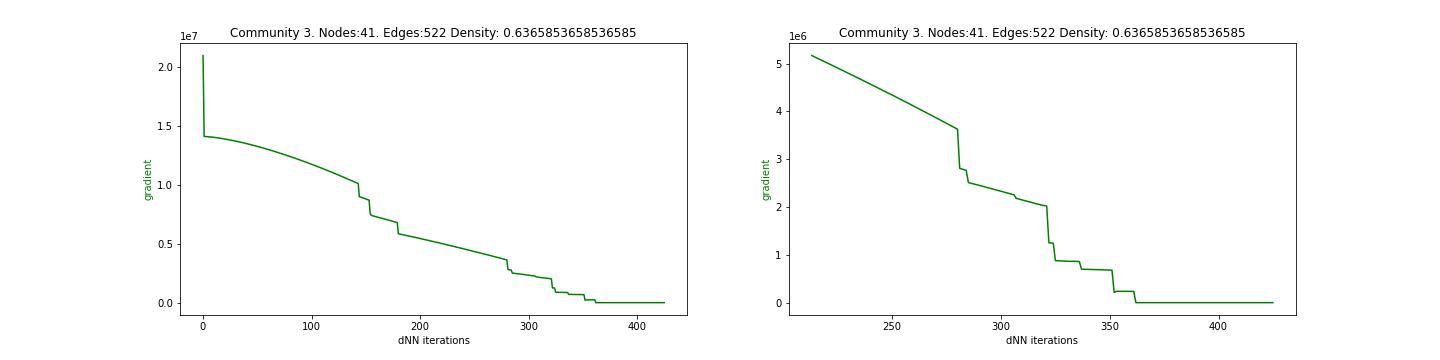 Community 3. Nodes:41. Edges:522 Density: 0.6365853658536585
1e7
2.0
1.5
1.0
0.5
0.0
gradient
0 100 200 300 400
dNN iterations
Community 3. Nodes:41. Edges:522 Density: 0.6365853658536585
1e6
5
4
3
2
1
0
gradient
250 300 350 400
dNN iterations